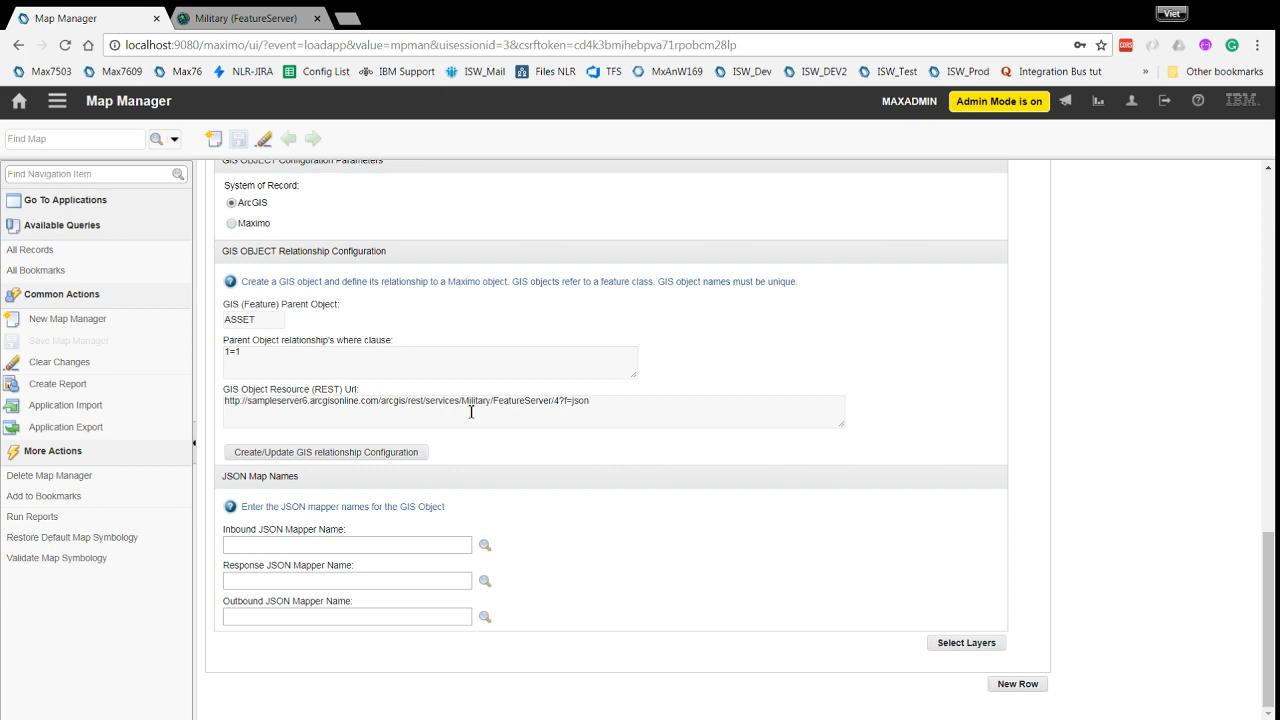 Map Manager
Military (FeatureServer)
Viet
localhost:9080/maximo/ui/?event=loadapp&value=mpman&uisessionid=3&csrftoken=cd4k3bmihebpva71rpobcm28lp
CORS
Max7503
Max7609
Max76
NLR-JIRA
Config List
IBM Support
ISW_Mail
Files NLR
TFS
MxAnW169
ISW_Dev
ISW_DEV2
ISW_Test
ISW_Prod
Integration Bus tut
»
Other bookmarks
Map Manager
MAXADMIN
Admin Mode is on
IBM
Find Map
Find Navigation Item
Go To Applications
Available Queries
All Records
All Bookmarks
Common Actions
New Map Manager
Save Map Manager
Clear Changes
Create Report
Application Import
Application Export
More Actions
Delete Map Manager
Add to Bookmarks
Run Reports
Restore Default Map Symbology
Validate Map Symbology
GIS OBJECT Configuration Parameters
System of Record:
ArcGIS
Maximo
GIS OBJECT Relationship Configuration
Create a GIS object and define its relationship to a Maximo object. GIS objects refer to a feature class. GIS object names must be unique.
GIS (Feature) Parent Object:
ASSET
Parent Object relationship's where clause:
1=1
GIS Object Resource (REST) Url:
http://sampleserver6.arcgisonline.com/arcgis/rest/services/Military/FeatureServer/4?f=json
Create/Update GIS relationship Configuration
JSON Map Names
Enter the JSON mapper names for the GIS Object
Inbound JSON Mapper Name:
Response JSON Mapper Name:
Outbound JSON Mapper Name:
Select Layers
New Row